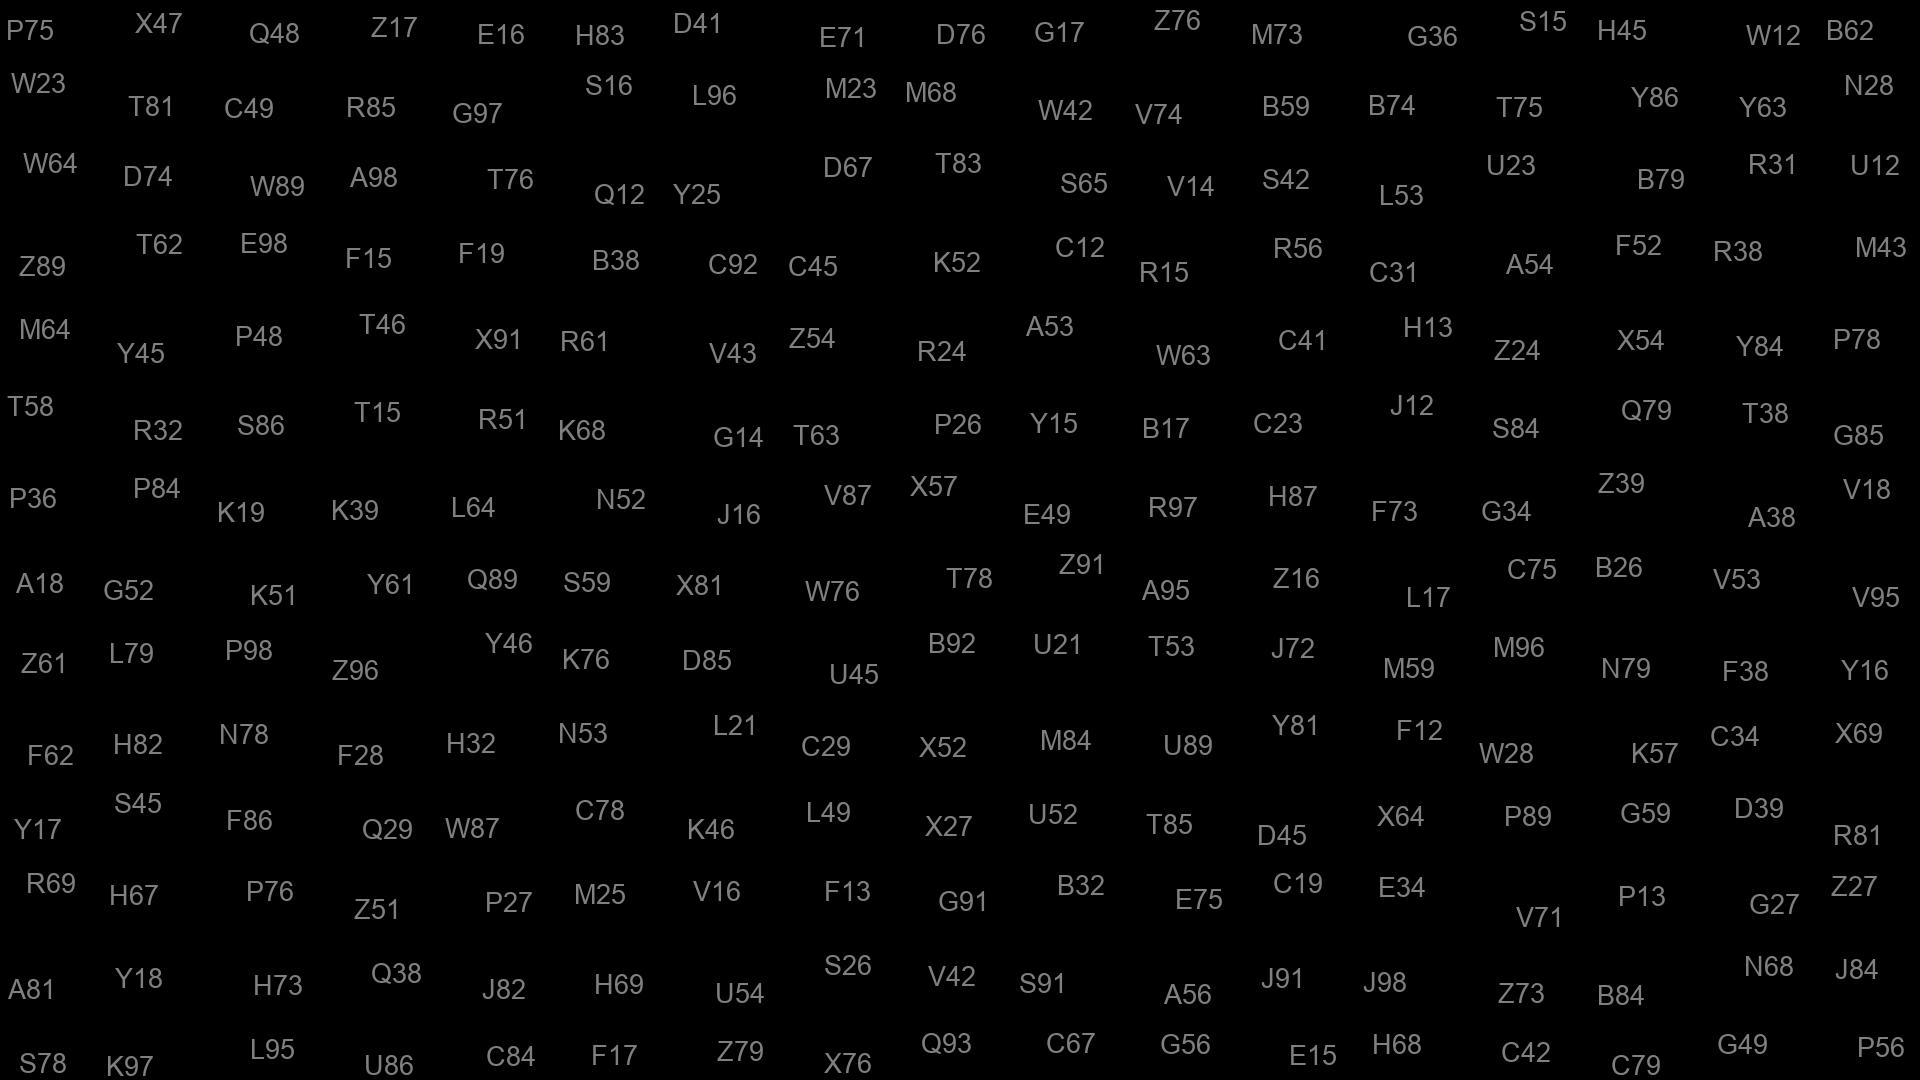 P75 X47 Q48 Z17 E16 H83 D41 E71 D76 G17 Z76 M73 G36 S15 H45 W12 B62
W23 T81 C49 R85 G97 S16 L96 M23 M68 W42 V74 B59 B74 T75 Y86 Y63 N28
W64 D74 W89 A98 T76 Q12 Y25 D67 T83 S65 V14 S42 L53 U23 B79 R31 U12
Z89 T62 E98 F15 F19 B38 C92 C45 K52 C12 R15 R56 C31 A54 F52 R38 M43
M64 Y45 P48 T46 X91 R61 V43 Z54 R24 A53 W63 C41 H13 Z24 X54 Y84 P78
T58 R32 S86 T15 R51 K68 G14 T63 P26 Y15 B17 C23 J12 S84 Q79 T38 G85
P36 P84 K19 K39 L64 N52 J16 V87 X57 E49 R97 H87 F73 G34 Z39 A38 V18
A18 G52 K51 Y61 Q89 S59 X81 W76 T78 Z91 A95 Z16 L17 C75 B26 V53 V95
Z61 L79 P98 Z96 Y46 K76 D85 U45 B92 U21 T53 J72 M59 M96 N79 F38 Y16
F62 H82 N78 F28 H32 N53 L21 C29 X52 M84 U89 Y81 F12 W28 K57 C34 X69
Y17 S45 F86 Q29 W87 C78 K46 L49 X27 U52 T85 D45 X64 P89 G59 D39 R81
R69 H67 P76 Z51 P27 M25 V16 F13 G91 B32 E75 C19 E34 V71 P13 G27 Z27
A81 Y18 H73 Q38 J82 H69 U54 S26 V42 S91 A56 J91 J98 Z73 B84 N68 J84
S78 K97 L95 U86 C84 F17 Z79 X76 Q93 C67 G56 E15 H68 C42 C79 G49 P56